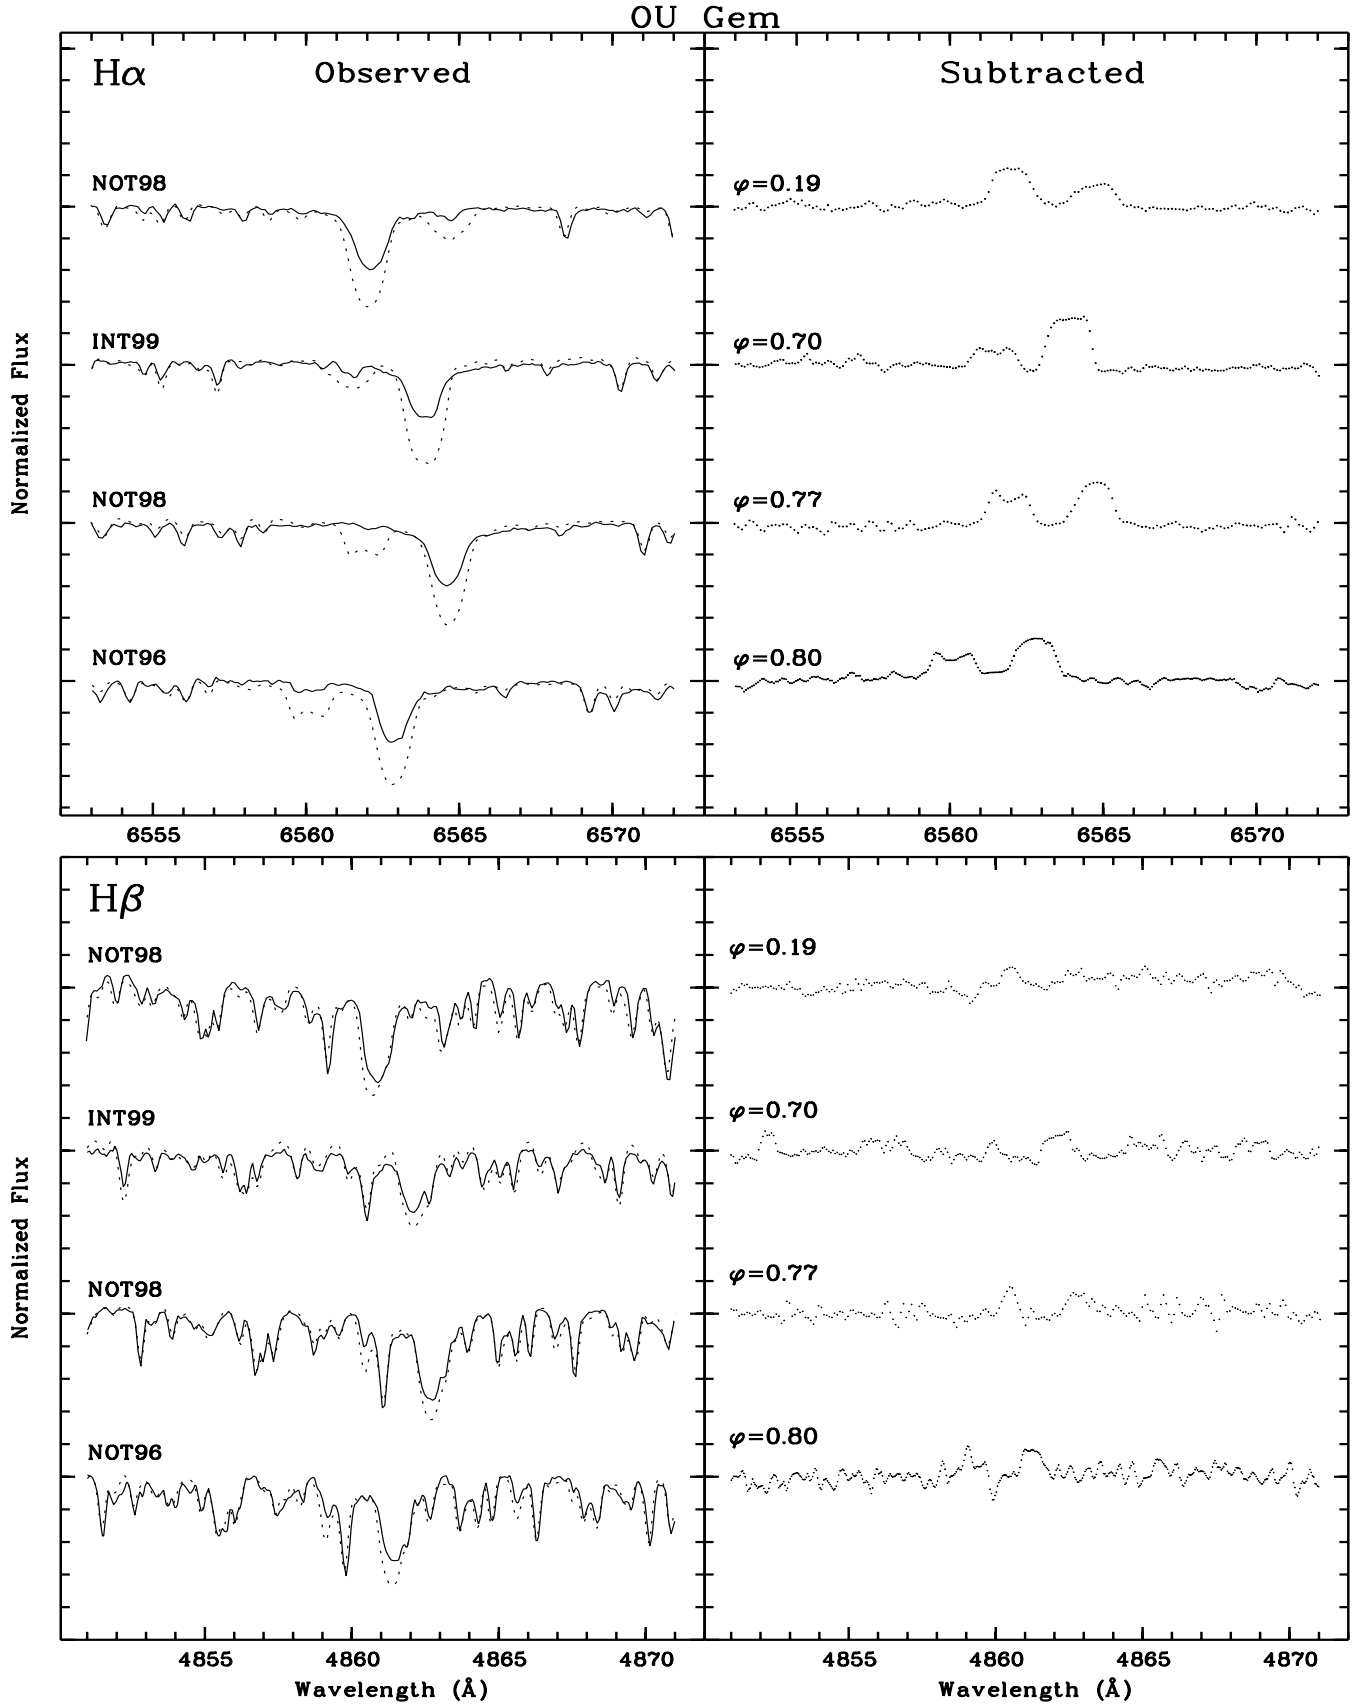 OU Gem
Hα
Observed
Subtracted
NOT98
φ=0.19
INT99
φ=0.70
NOT98
φ=0.77
NOT96
φ=0.80
Normalized Flux
6555 6560 6565 6570
6555 6560 6565 6570
Hβ
NOT98
φ=0.19
INT99
φ=0.70
NOT98
φ=0.77
NOT96
φ=0.80
Normalized Flux
4855 4860 4865 4870
4855 4860 4865 4870
Wavelength (Å)
Wavelength (Å)